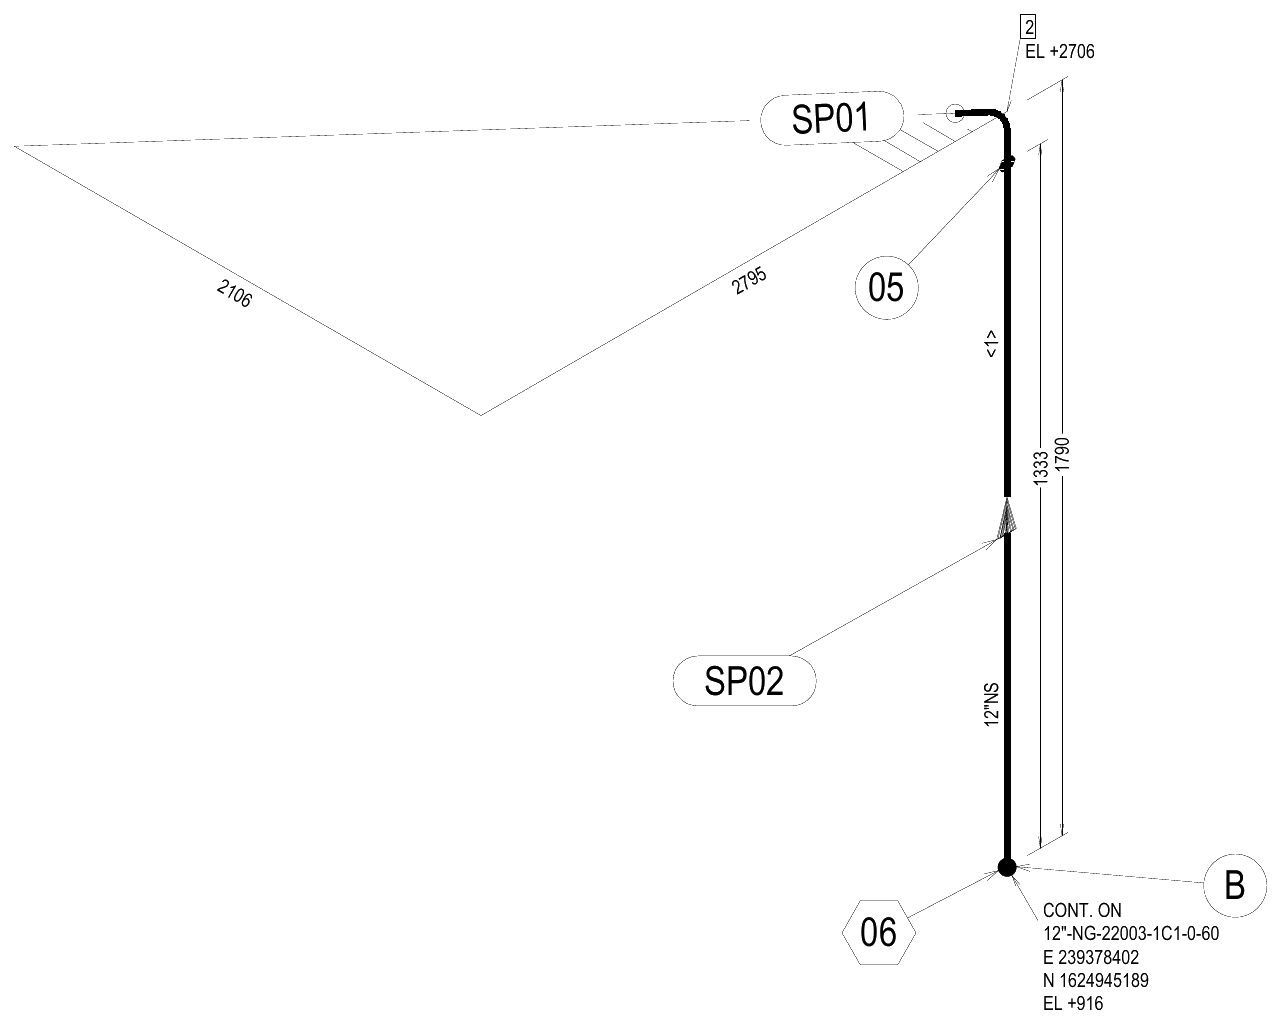 2
EL +2706
SP01
05
2106
2795
<1>
1333
1790
SP02
12"NS
B
06
CONT. ON
12"-NG-22003-1C1-0-60
E 239378402
N 1624945189
EL +916